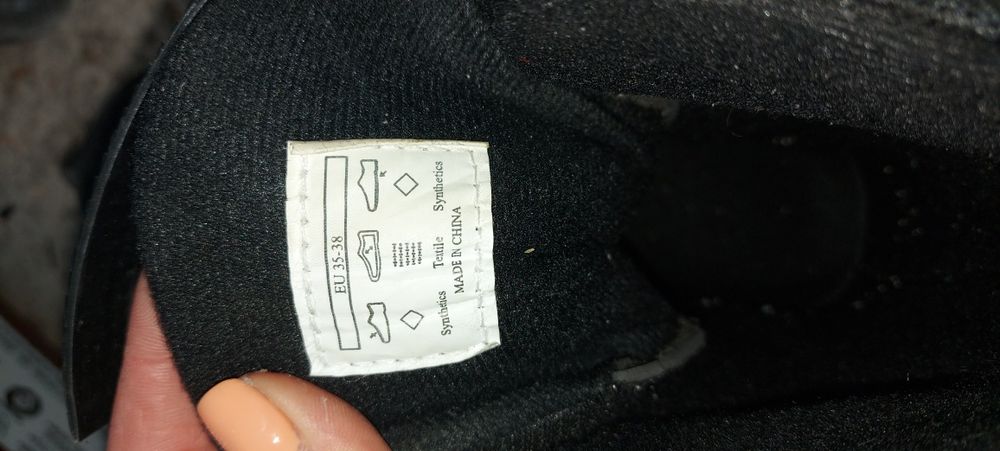 EU 35-38
Synthetics Textile Synthetics
MADE IN CHINA